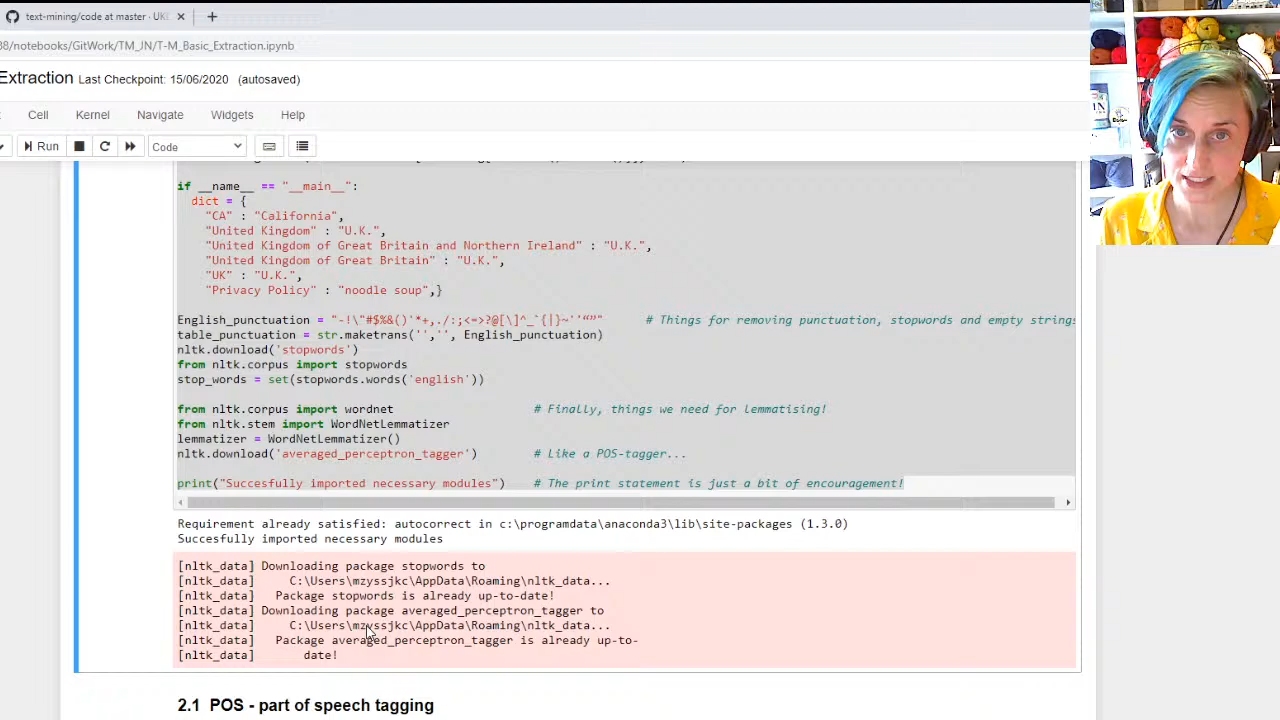 text-mining/code at master · UK
38/notebooks/GitWork/TM_JN/T-M_Basic_Extraction.ipynb
Extraction Last Checkpoint: 15/06/2020 (autosaved)
Cell Kernel Navigate Widgets Help
Run Code
if __name__ == "__main__":
dict = {
"CA" : "California",
"United Kingdom" : "U.K.",
"United Kingdom of Great Britain and Northern Ireland" : "U.K.",
"United Kingdom of Great Britain" : "U.K.",
"UK" : "U.K.",
"Privacy Policy" : "noodle soup",}
English_punctuation = "-!\"#$%&()'*+,./:;<=>?@[\]^_`{|}~''“”" # Things for removing punctuation, stopwords and empty strings
table_punctuation = str.maketrans('','', English_punctuation)
nltk.download('stopwords')
from nltk.corpus import stopwords
stop_words = set(stopwords.words('english'))
from nltk.corpus import wordnet # Finally, things we need for lemmatising!
from nltk.stem import WordNetLemmatizer
lemmatizer = WordNetLemmatizer()
nltk.download('averaged_perceptron_tagger') # Like a POS-tagger...
print("Succesfully imported necessary modules") # The print statement is just a bit of encouragement!
Requirement already satisfied: autocorrect in c:\programdata\anaconda3\lib\site-packages (1.3.0)
Succesfully imported necessary modules
[nltk_data] Downloading package stopwords to
[nltk_data] C:\Users\mzyssjkc\AppData\Roaming\nltk_data...
[nltk_data] Package stopwords is already up-to-date!
[nltk_data] Downloading package averaged_perceptron_tagger to
[nltk_data] C:\Users\mzyssjkc\AppData\Roaming\nltk_data...
[nltk_data] Package averaged_perceptron_tagger is already up-to-
[nltk_data] date!
2.1 POS - part of speech tagging